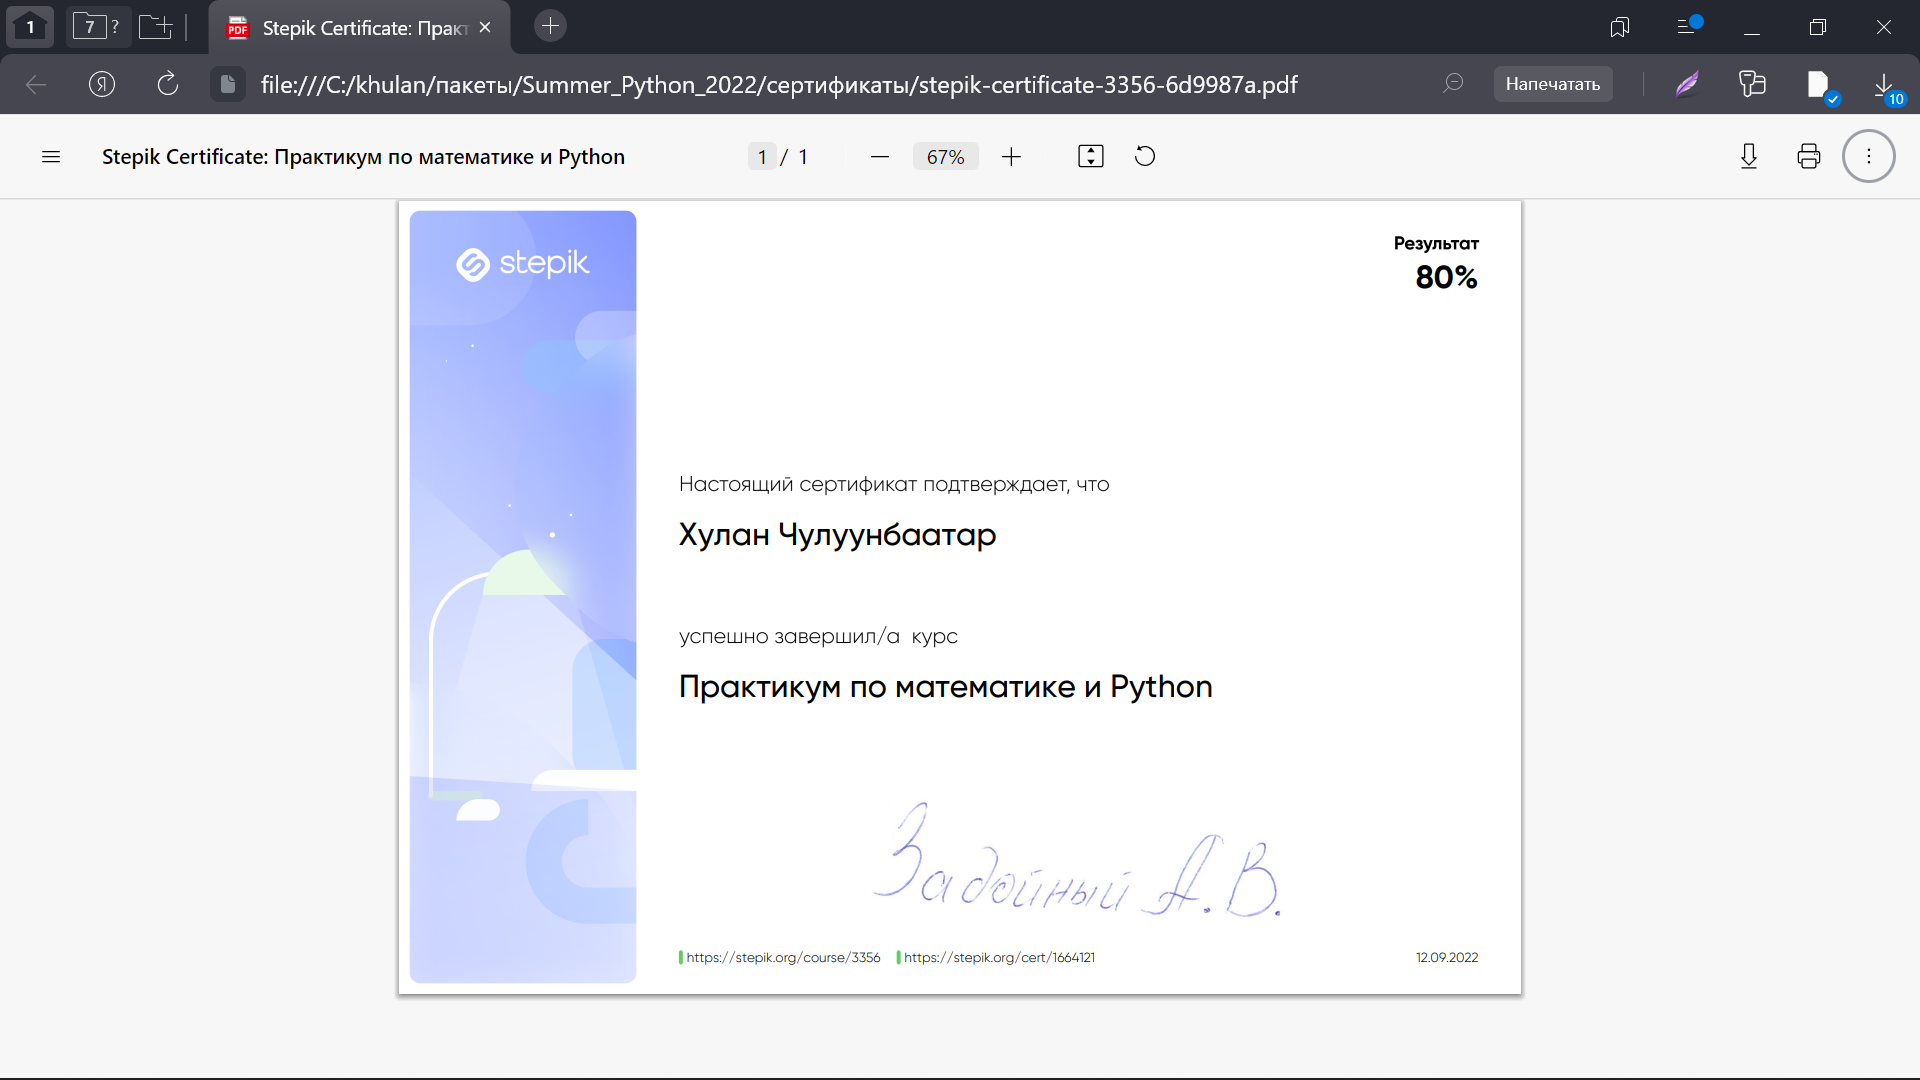 1
7 ?
Stepik Certificate: Практ
file:///C:/khulan/пакеты/Summer_Python_2022/сертификаты/stepik-certificate-3356-6d9987a.pdf
Напечатать
10
Stepik Certificate: Практикум по математике и Python
1 / 1
67%
stepik
Результат
80%
Настоящий сертификат подтверждает, что
Хулан Чулуунбаатар
успешно завершил/а курс
Практикум по математике и Python
Задойный А.В.
https://stepik.org/course/3356 https://stepik.org/cert/1664121
12.09.2022